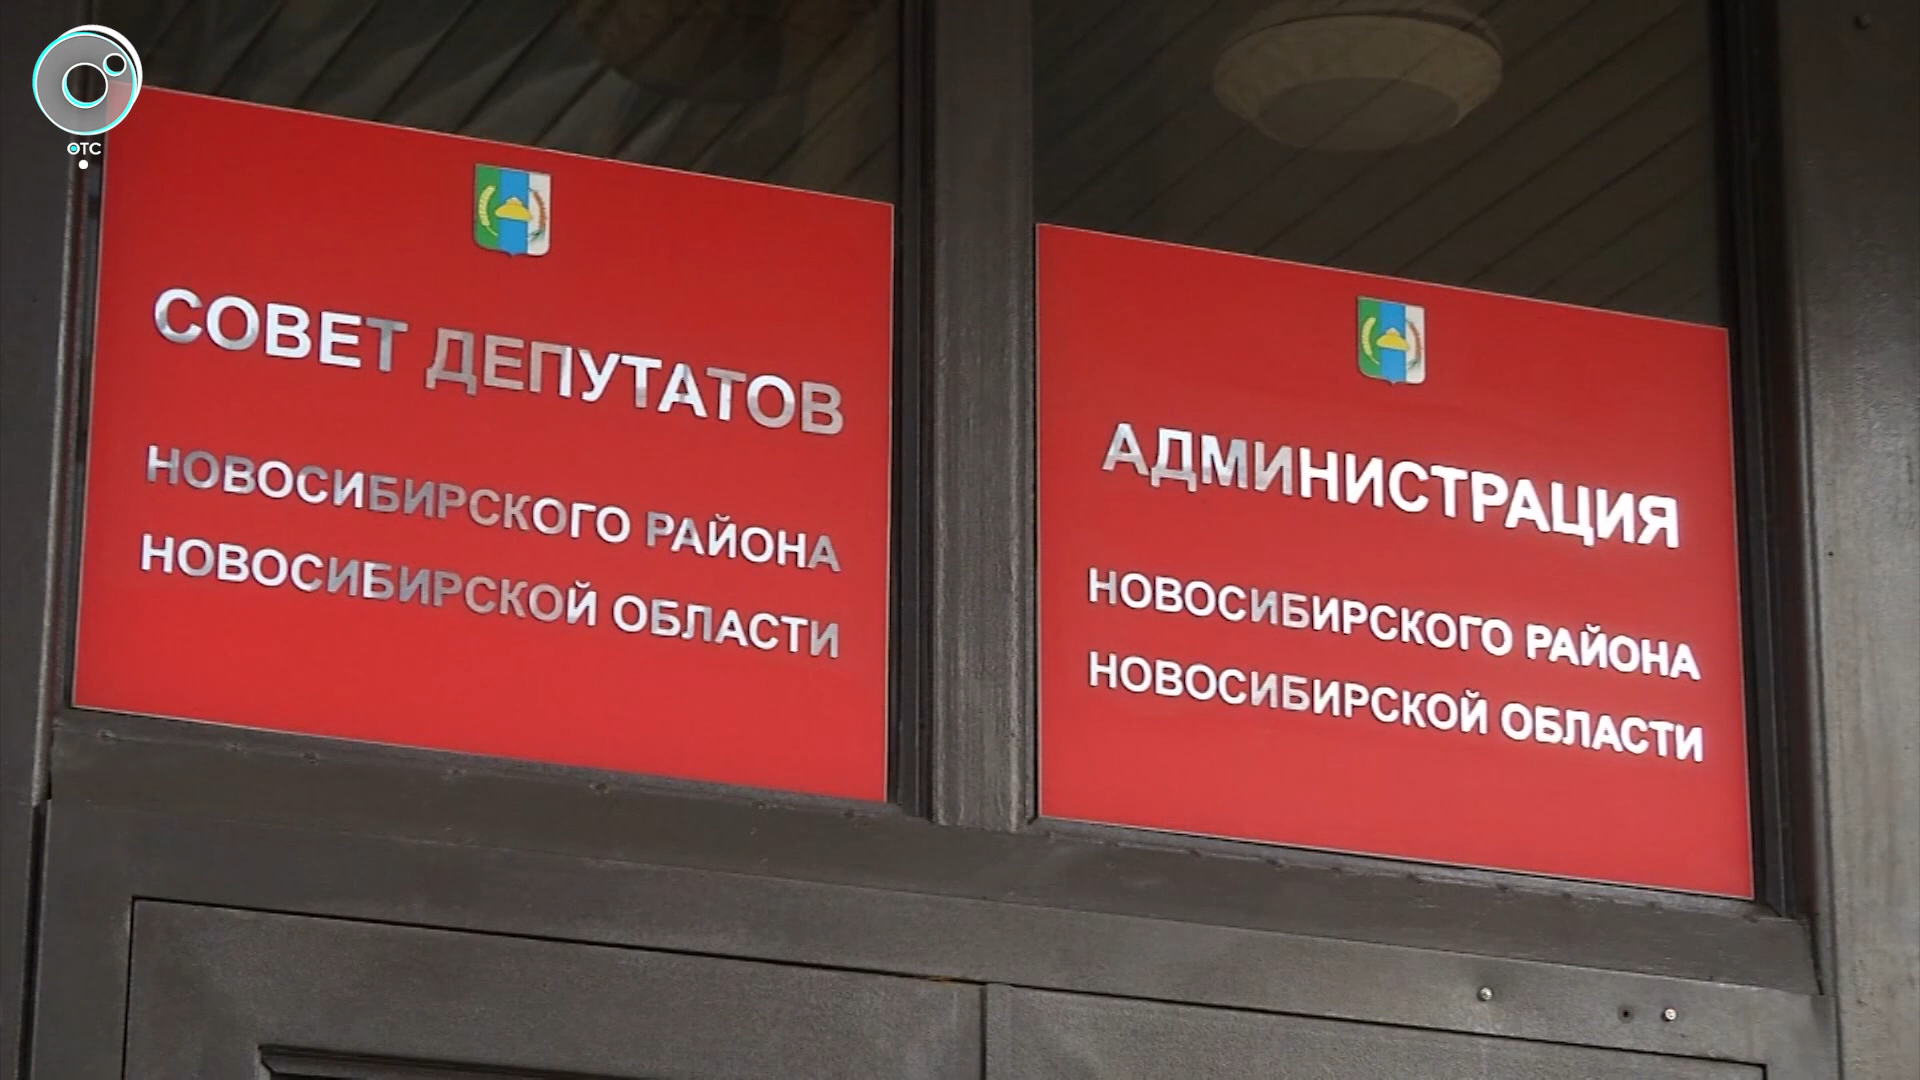 ОТС
СОВЕТ ДЕПУТАТОВ
НОВОСИБИРСКОГО РАЙОНА
НОВОСИБИРСКОЙ ОБЛАСТИ
АДМИНИСТРАЦИЯ
НОВОСИБИРСКОГО РАЙОНА
НОВОСИБИРСКОЙ ОБЛАСТИ